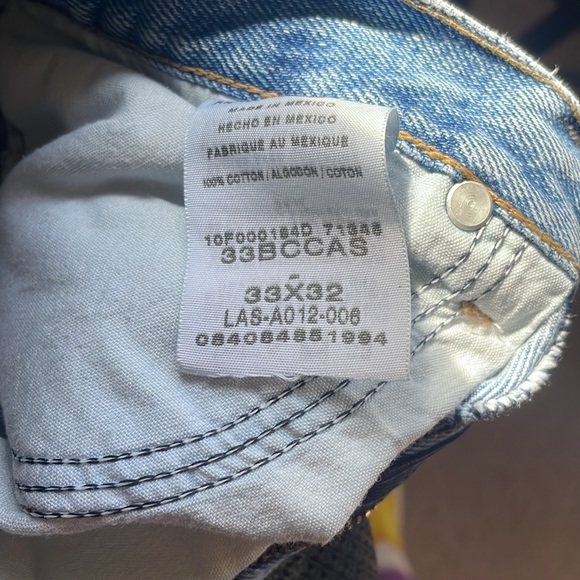 MADE IN MEXICO
HECHO EN MEXICO
FABRIQUE AU MEXIQUE
100% COTTON / ALGODON / COTON
10F000184D 71348
33BCCAS
33X32
LAS-A012-006
084084851994